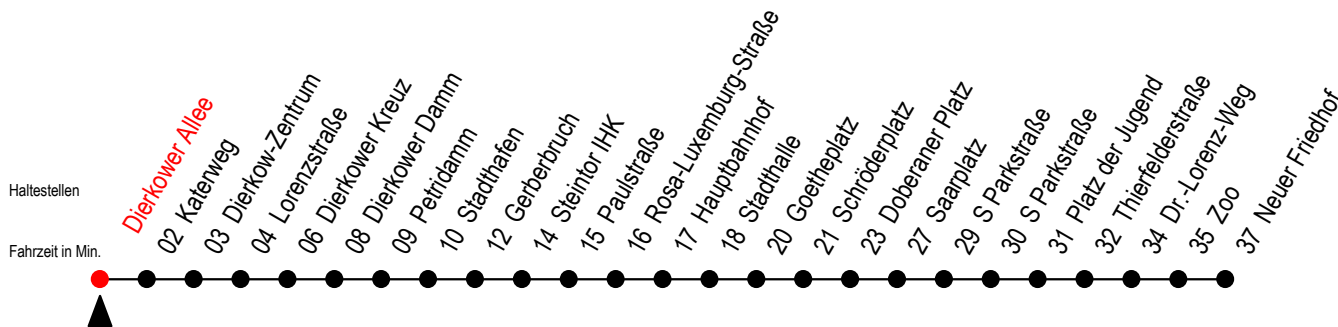 Haltestellen
Fahrzeit in Min.
Dierkower Allee
02 Katerweg
03 Dierkow-Zentrum
04 Lorenzstraße
06 Dierkower Kreuz
08 Dierkower Damm
09 Petridamm
10 Stadthafen
12 Gerberbruch
14 Steintor IHK
15 Paulstraße
16 Rosa-Luxemburg-Straße
17 Hauptbahnhof
18 Stadthalle
20 Goetheplatz
21 Schröderplatz
23 Doberaner Platz
27 Saarplatz
29 S Parkstraße
30 S Parkstraße
31 Platz der Jugend
32 Thierfelderstraße
34 Dr.-Lorenz-Weg
35 Zoo
37 Neuer Friedhof